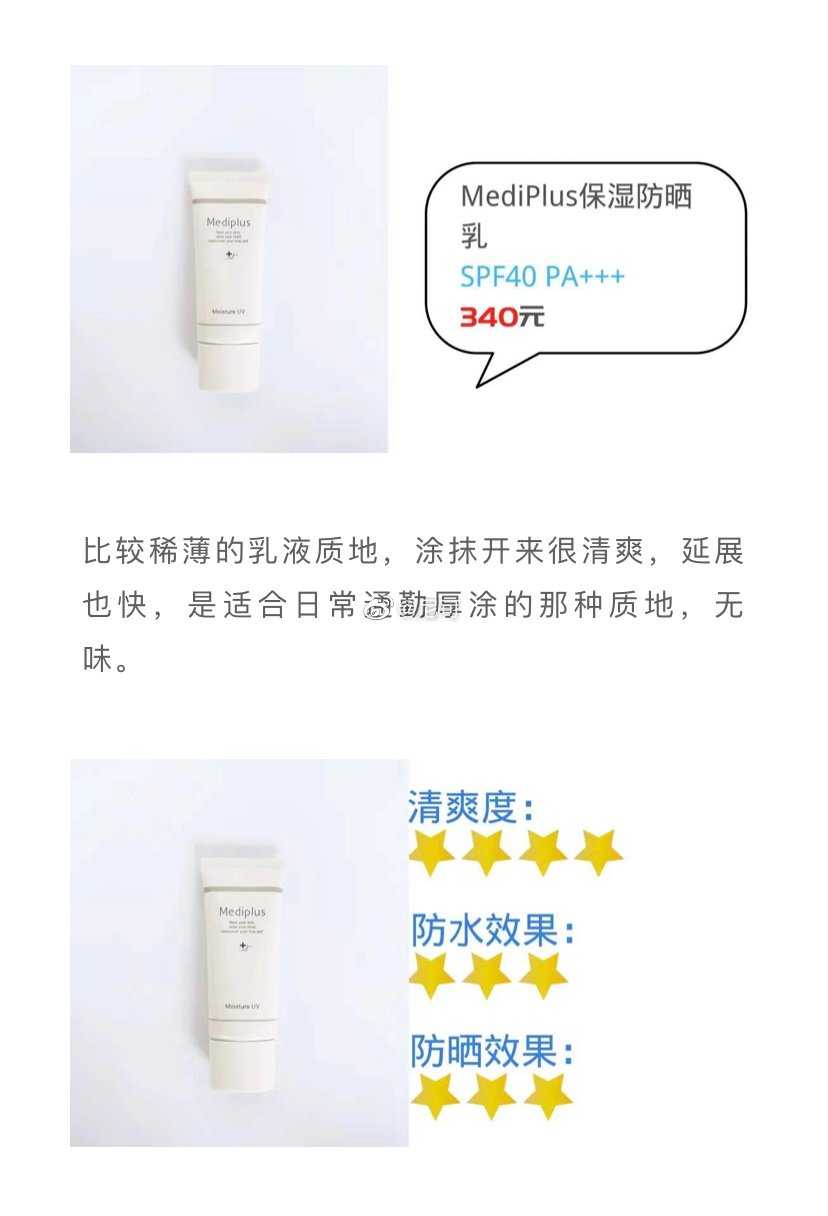 Mediplus
Moisture UV
MediPlus保湿防晒
乳
SPF40 PA+++
340元
比较稀薄的乳液质地，涂抹开来很清爽，延展
也快，是适合日常通勤厚涂的那种质地，无
味。
Mediplus
Moisture UV
清爽度：
防水效果：
防晒效果：